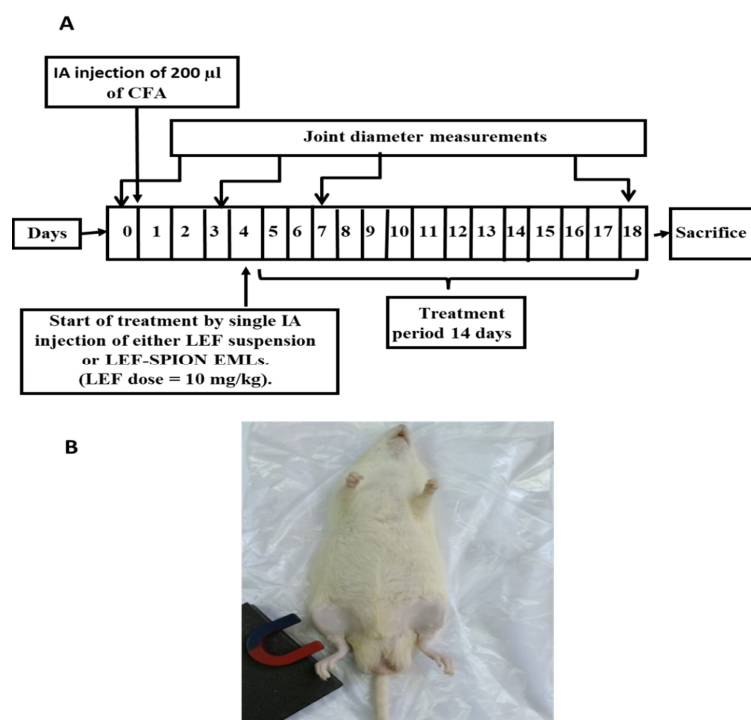 A
IA injection of 200 µl
of CFA
Joint diameter measurements
Days
0 1 2 3 4 5 6 7 8 9 10 11 12 13 14 15 16 17 18
Sacrifice
Start of treatment by single IA
injection of either LEF suspension
or LEF-SPION EMLs.
(LEF dose = 10 mg/kg).
Treatment
period 14 days
B